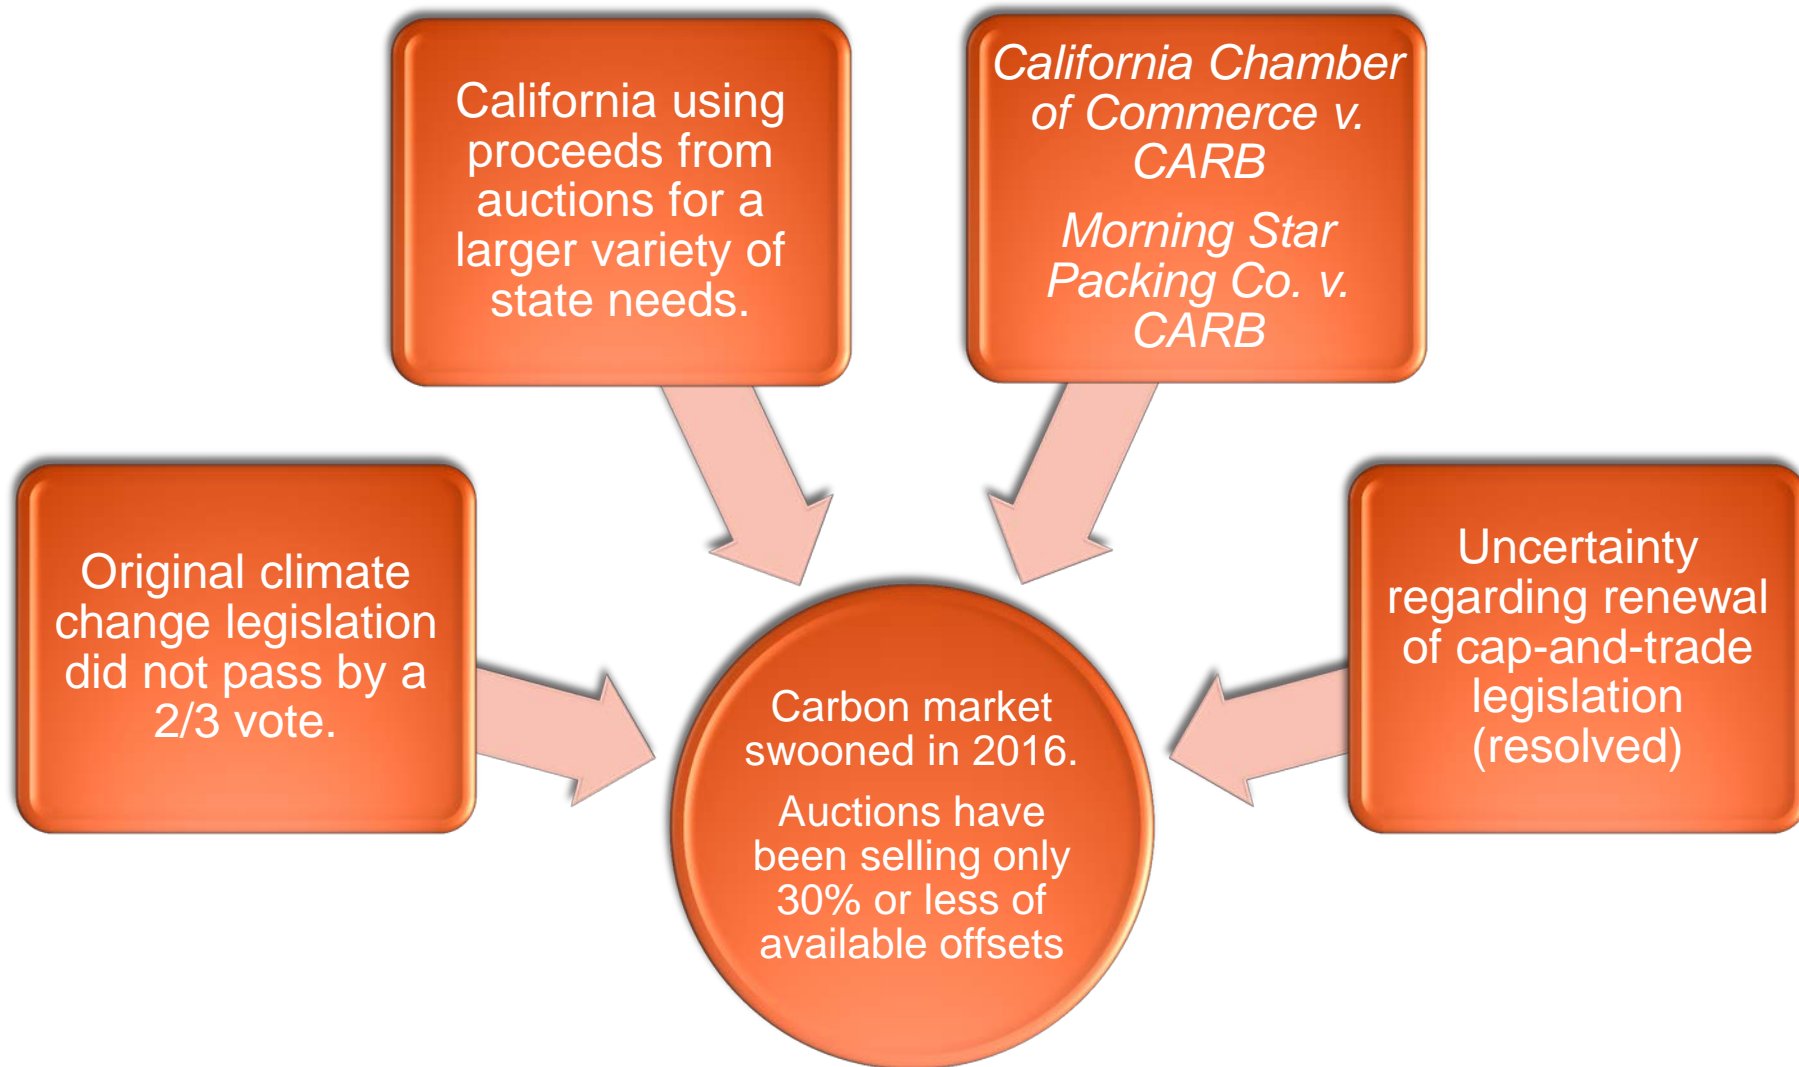 California using
proceeds from
auctions for a
larger variety of
state needs.
California Chamber
of Commerce v.
CARB
Morning Star
Packing Co. v.
CARB
Original climate
change legislation
did not pass by a
2/3 vote.
Uncertainty
regarding renewal
of cap-and-trade
legislation
(resolved)
Carbon market
swooned in 2016.
Auctions have
been selling only
30% or less of
available offsets